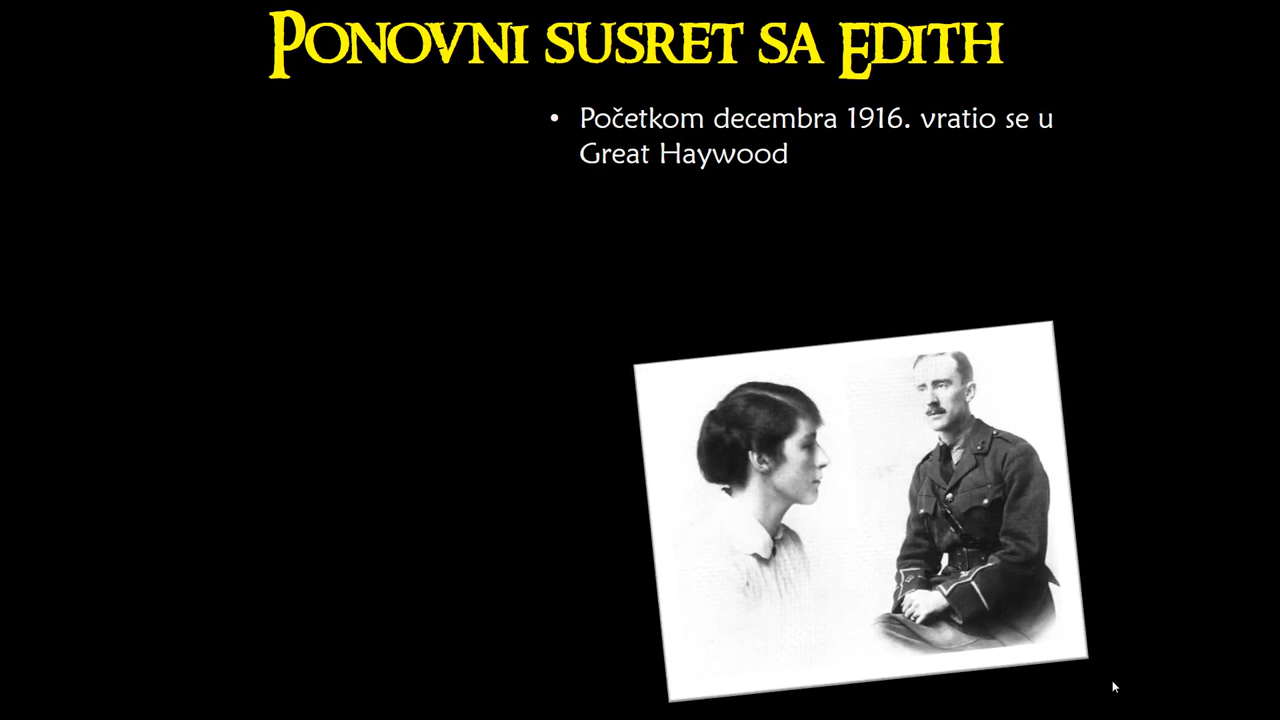 Ponovni susret sa Edith
• Početkom decembra 1916. vratio se u
Great Haywood